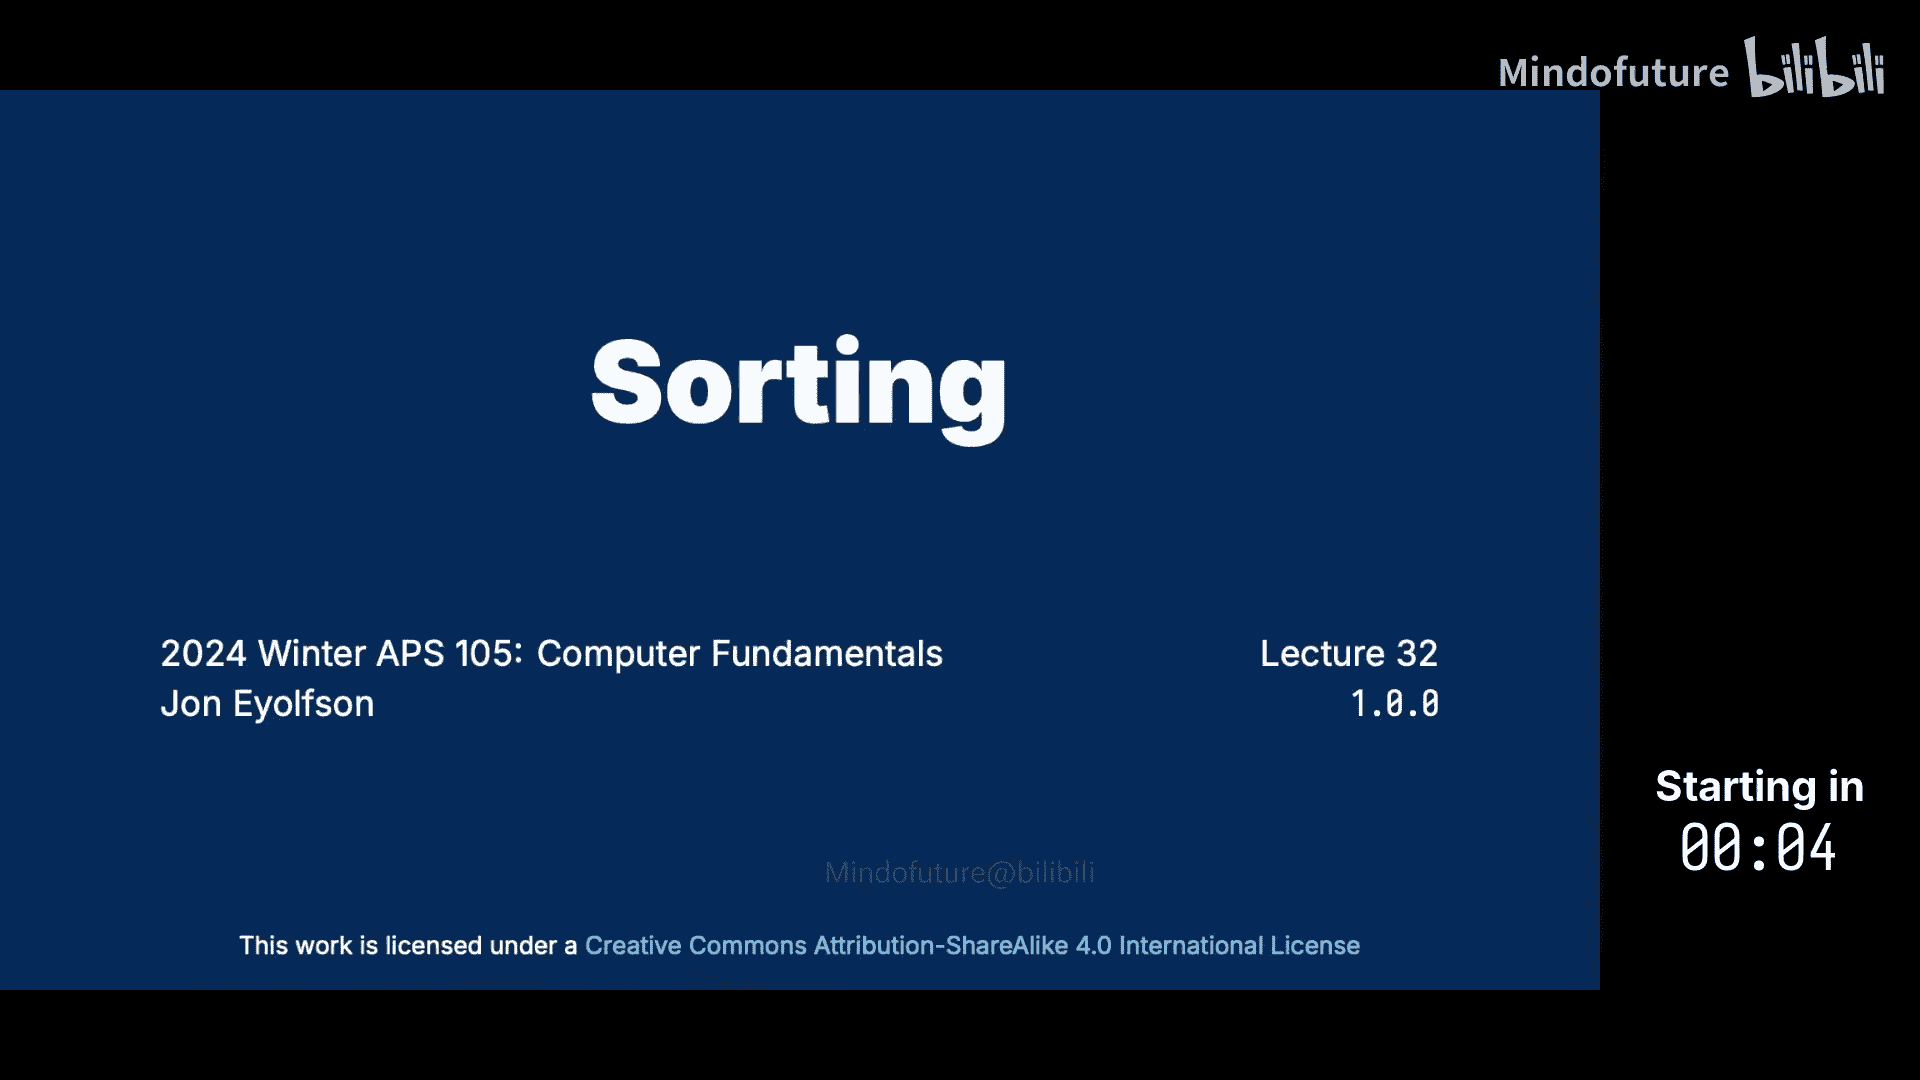 Mindofuture bilibili
Sorting
2024 Winter APS 105: Computer Fundamentals
Lecture 32
Jon Eyolfson
1.0.0
Starting in
00:04
Mindofuture@bilibili
This work is licensed under a Creative Commons Attribution-ShareAlike 4.0 International License